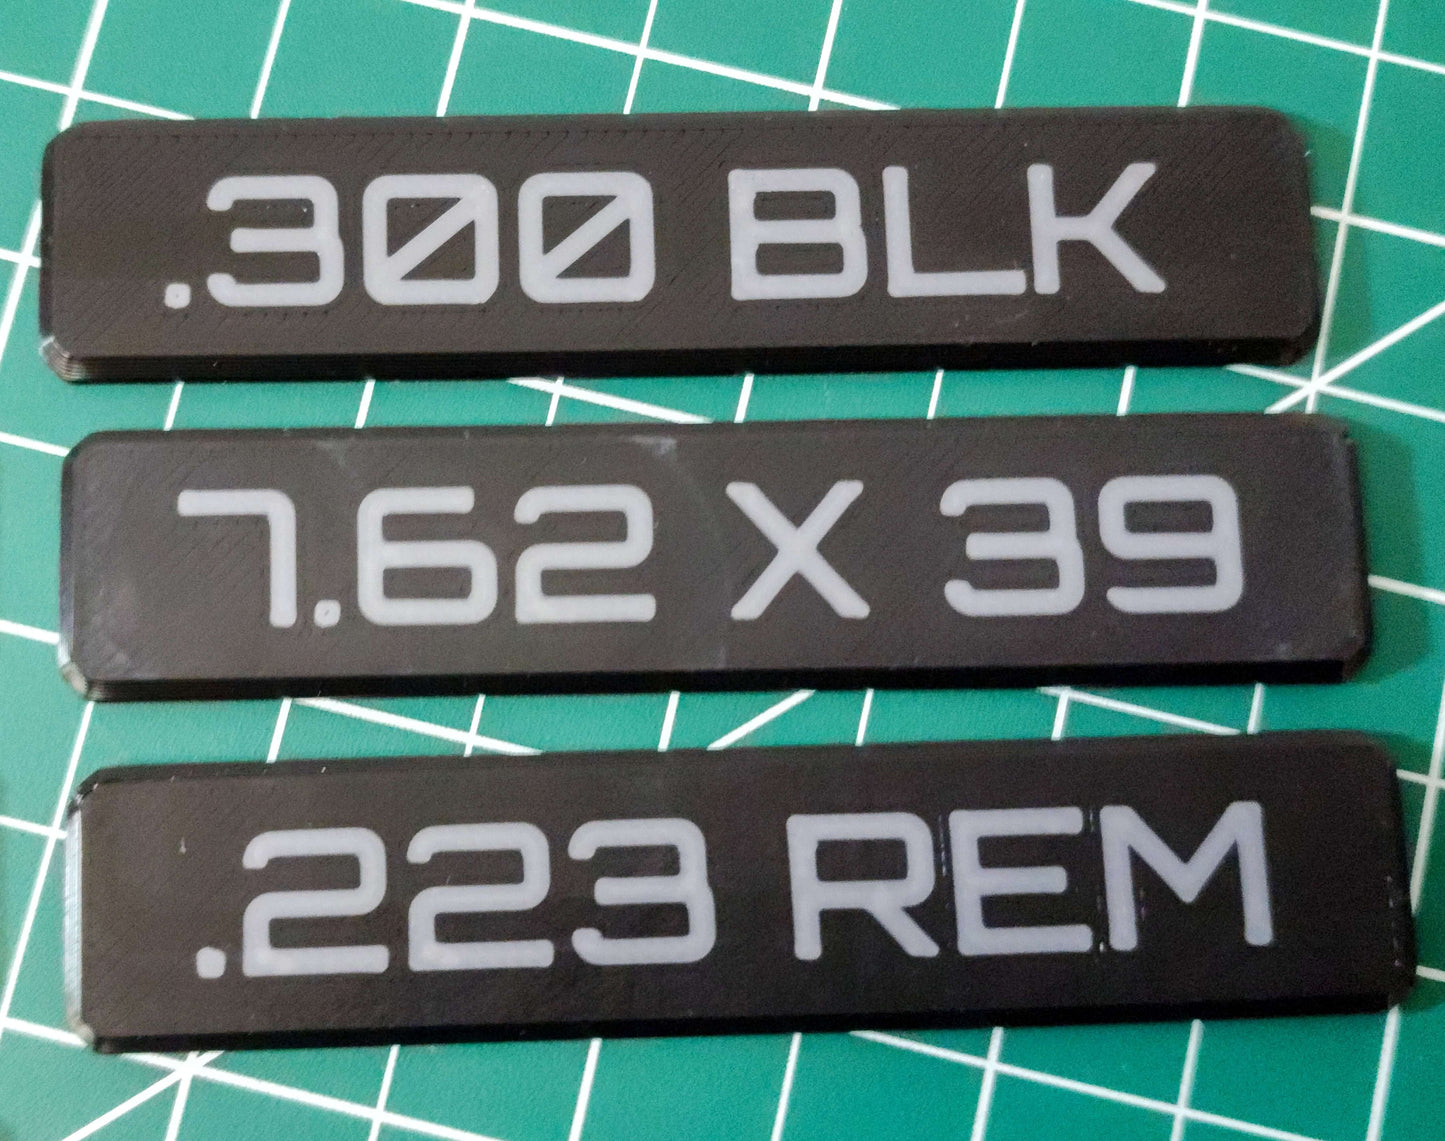 .300 BLK
7.62 X 39
.223 REM